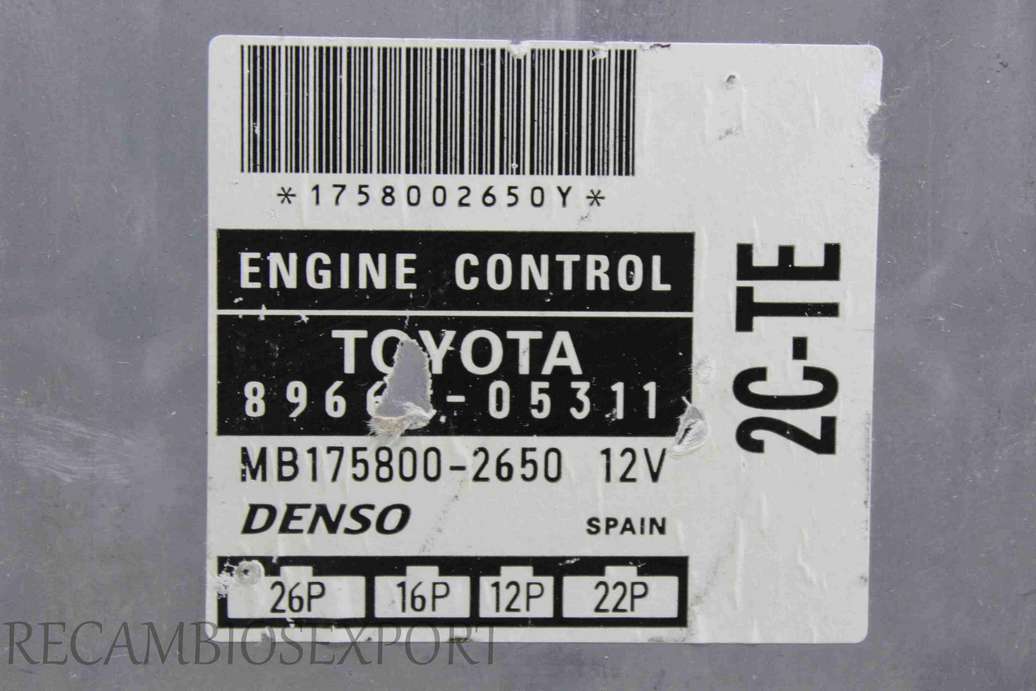 *1758002650Y*
ENGINE CONTROL
TOYOTA
-05311
MB175800-2650 12V
DENSO SPAIN
26P 16P 12P 22P
2C-TE
RECAMBIOSEXPORT